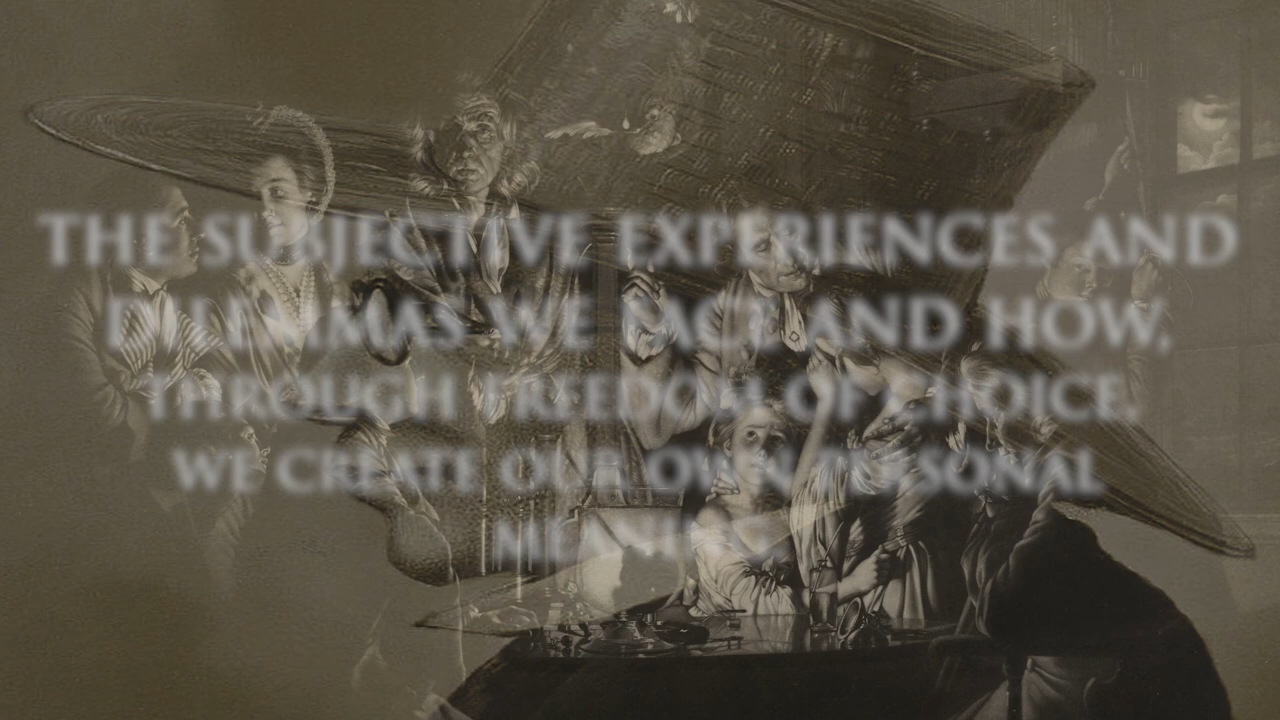 THE SUBJECTIVE EXPERIENCES AND
DILEMMAS WE FACE AND HOW,
THROUGH FREEDOM OF CHOICE,
WE CREATE OUR OWN PERSONAL